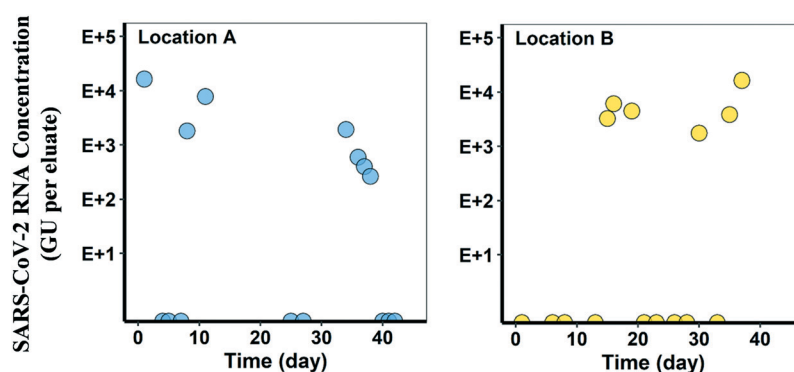 SARS-CoV-2 RNA Concentration
(GU per eluate)
Location A
E+5
E+4
E+3
E+2
E+1
0 10 20 30 40
Time (day)
Location B
E+5
E+4
E+3
E+2
E+1
0 10 20 30 40
Time (day)